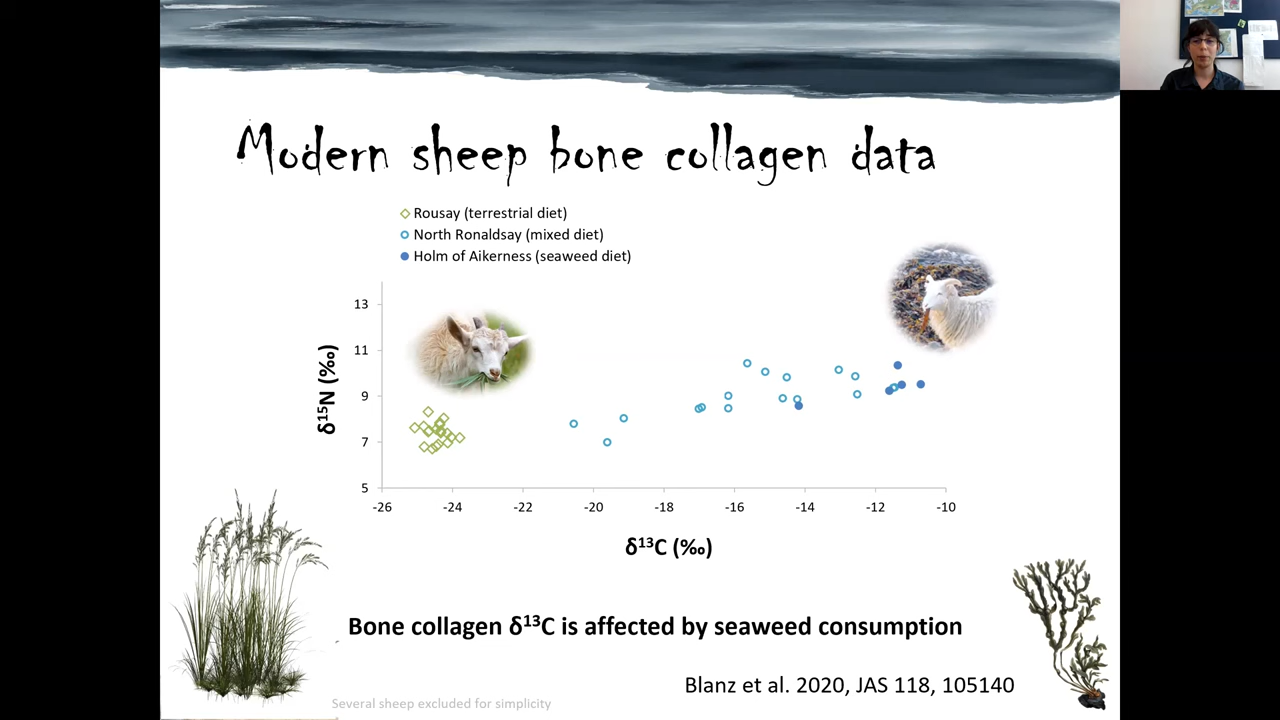 Modern sheep bone collagen data
Rousay (terrestrial diet)
North Ronaldsay (mixed diet)
Holm of Aikerness (seaweed diet)
13
11
9
7
5
δ¹⁵N (‰)
-26 -24 -22 -20 -18 -16 -14 -12 -10
δ¹³C (‰)
Bone collagen δ¹³C is affected by seaweed consumption
Blanz et al. 2020, JAS 118, 105140
Several sheep excluded for simplicity